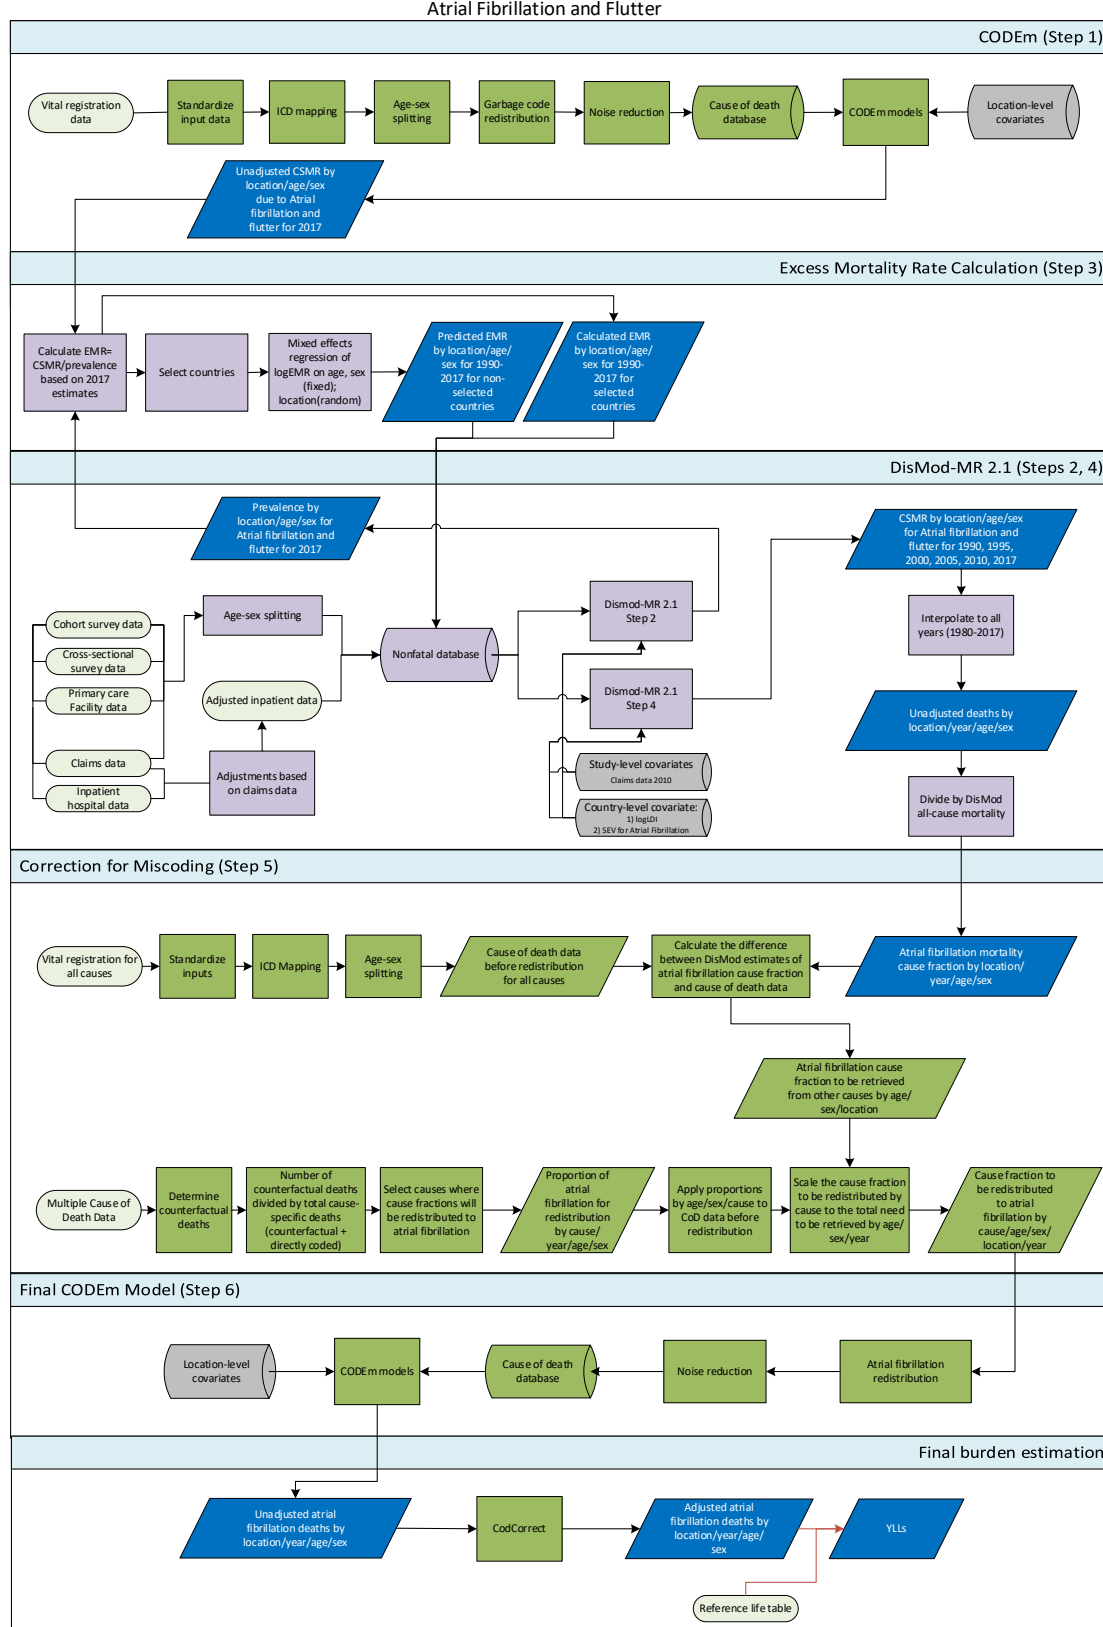 Atrial Fibrillation and Flutter
CODEm (Step 1)
Vital registration
data
Standardize
input data
ICD mapping
Age-sex
splitting
Garbage code
redistribution
Noise reduction
Cause of death
database
CODEm models
Location-level
covariates
Unadjusted CSMR by
location/age/sex
due to Atrial
fibrillation and
flutter for 2017
Excess Mortality Rate Calculation (Step 3)
Calculate EMR=
CSMR/prevalence
based on 2017
estimates
Select countries
Mixed effects
regression of
logEMR on age, sex
(fixed);
location(random)
Predicted EMR
by location/age/
sex for 1990-
2017 for non-
selected
countries
Calculated EMR
by location/age/
sex for 1990-
2017 for
selected
countries
DisMod-MR 2.1 (Steps 2, 4)
Prevalence by
location/age/sex for
Atrial fibrillation and
flutter for 2017
CSMR by location/age/sex
for Atrial fibrillation and
flutter for 1990, 1995,
2000, 2005, 2010, 2017
Cohort survey data
Cross-sectional
survey data
Primary care
Facility data
Claims data
Inpatient
hospital data
Age-sex splitting
Adjusted inpatient data
Adjustments based
on claims data
Nonfatal database
Dismod-MR 2.1
Step 2
Dismod-MR 2.1
Step 4
Study-level covariates
Claims data 2010
Country-level covariate:
1) logLDI
2) SEV for Atrial Fibrillation
Interpolate to all
years (1980-2017)
Unadjusted deaths by
location/year/age/sex
Divide by DisMod
all-cause mortality
Correction for Miscoding (Step 5)
Vital registration for
all causes
Standardize
inputs
ICD Mapping
Age-sex
splitting
Cause of death data
before redistribution
for all causes
Calculate the difference
between DisMod estimates of
atrial fibrillation cause fraction
and cause of death data
Atrial fibrillation mortality
cause fraction by location/
year/age/sex
Atrial fibrillation cause
fraction to be retrieved
from other causes by age/
sex/location
Multiple Cause of
Death Data
Determine
counterfactual
deaths
Number of
counterfactual deaths
divided by total cause-
specific deaths
(counterfactual +
directly coded)
Select causes where
cause fractions will
be redistributed to
atrial fibrillation
Proportion of
atrial
fibrillation for
redistribution
by cause/
year/age/sex
Apply proportions
by age/sex/cause to
CoD data before
redistribution
Scale the cause fraction
to be redistributed by
cause to the total need
to be retrieved by age/
sex/year
Cause fraction to
be redistributed
to atrial
fibrillation by
cause/age/sex/
location/year
Final CODEm Model (Step 6)
Location-level
covariates
CODEm models
Cause of death
database
Noise reduction
Atrial fibrillation
redistribution
Final burden estimation
Unadjusted atrial
fibrillation deaths by
location/year/age/sex
CodCorrect
Adjusted atrial
fibrillation deaths by
location/year/age/
sex
YLLs
Reference life table